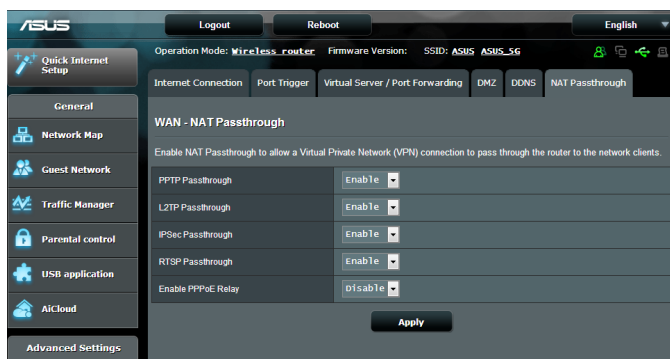 ASUS
Logout
Reboot
English
Operation Mode: Wireless router Firmware Version: SSID: ASUS ASUS_5G
Quick Internet
Setup
Internet Connection
Port Trigger
Virtual Server / Port Forwarding
DMZ
DDNS
NAT Passthrough
General
Network Map
Guest Network
Traffic Manager
Parental control
USB application
AiCloud
Advanced Settings
WAN - NAT Passthrough
Enable NAT Passthrough to allow a Virtual Private Network (VPN) connection to pass through the router to the network clients.
PPTP Passthrough Enable
L2TP Passthrough Enable
IPSec Passthrough Enable
RTSP Passthrough Enable
Enable PPPoE Relay Disable
Apply